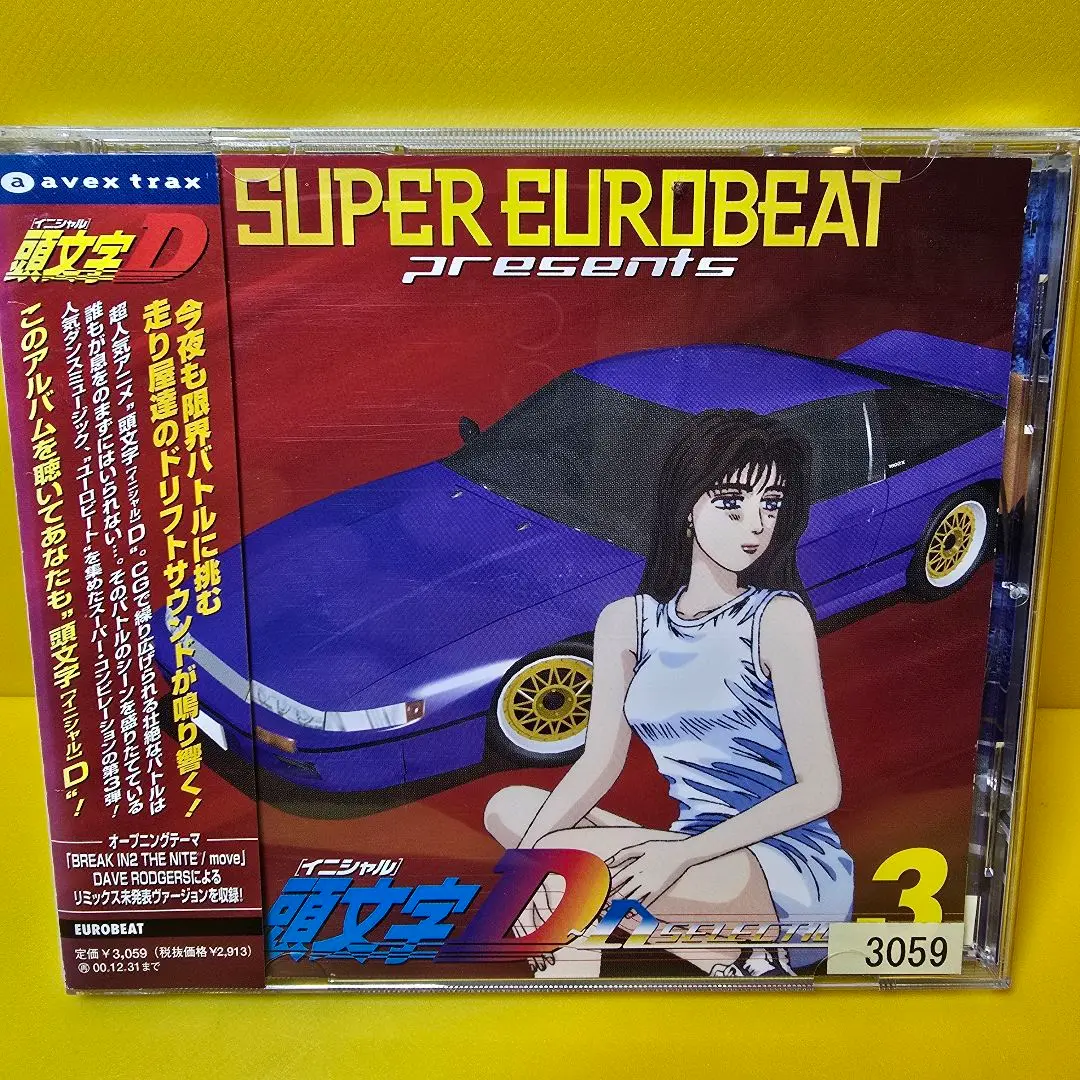 avex trax
[イニシャル]
頭文字D
今夜も限界バトルに挑む
走り屋達のドリフトサウンドが鳴り響く!
超人気アニメ"頭文字[イニシャル]D"。CGで繰り広げられる壮絶なバトルは
誰もが息をのまずにはいられない…。そのバトルのシーンを盛りたてている
人気ダンスミュージック、"ユーロビート"を集めたスーパー・コンピレーションの第3弾!
このアルバムを聴いてあなたも"頭文字[イニシャル]D"!
オープニングテーマ
「BREAK IN2 THE NITE / move」
DAVE RODGERSによる
リミックス未発表ヴァージョンを収録!
EUROBEAT
定価¥3,059(税抜価格¥2,913)
再 00.12.31まで
SUPER EUROBEAT
presents
[イニシャル]
頭文字D
~D SELECTIO
.3
3059